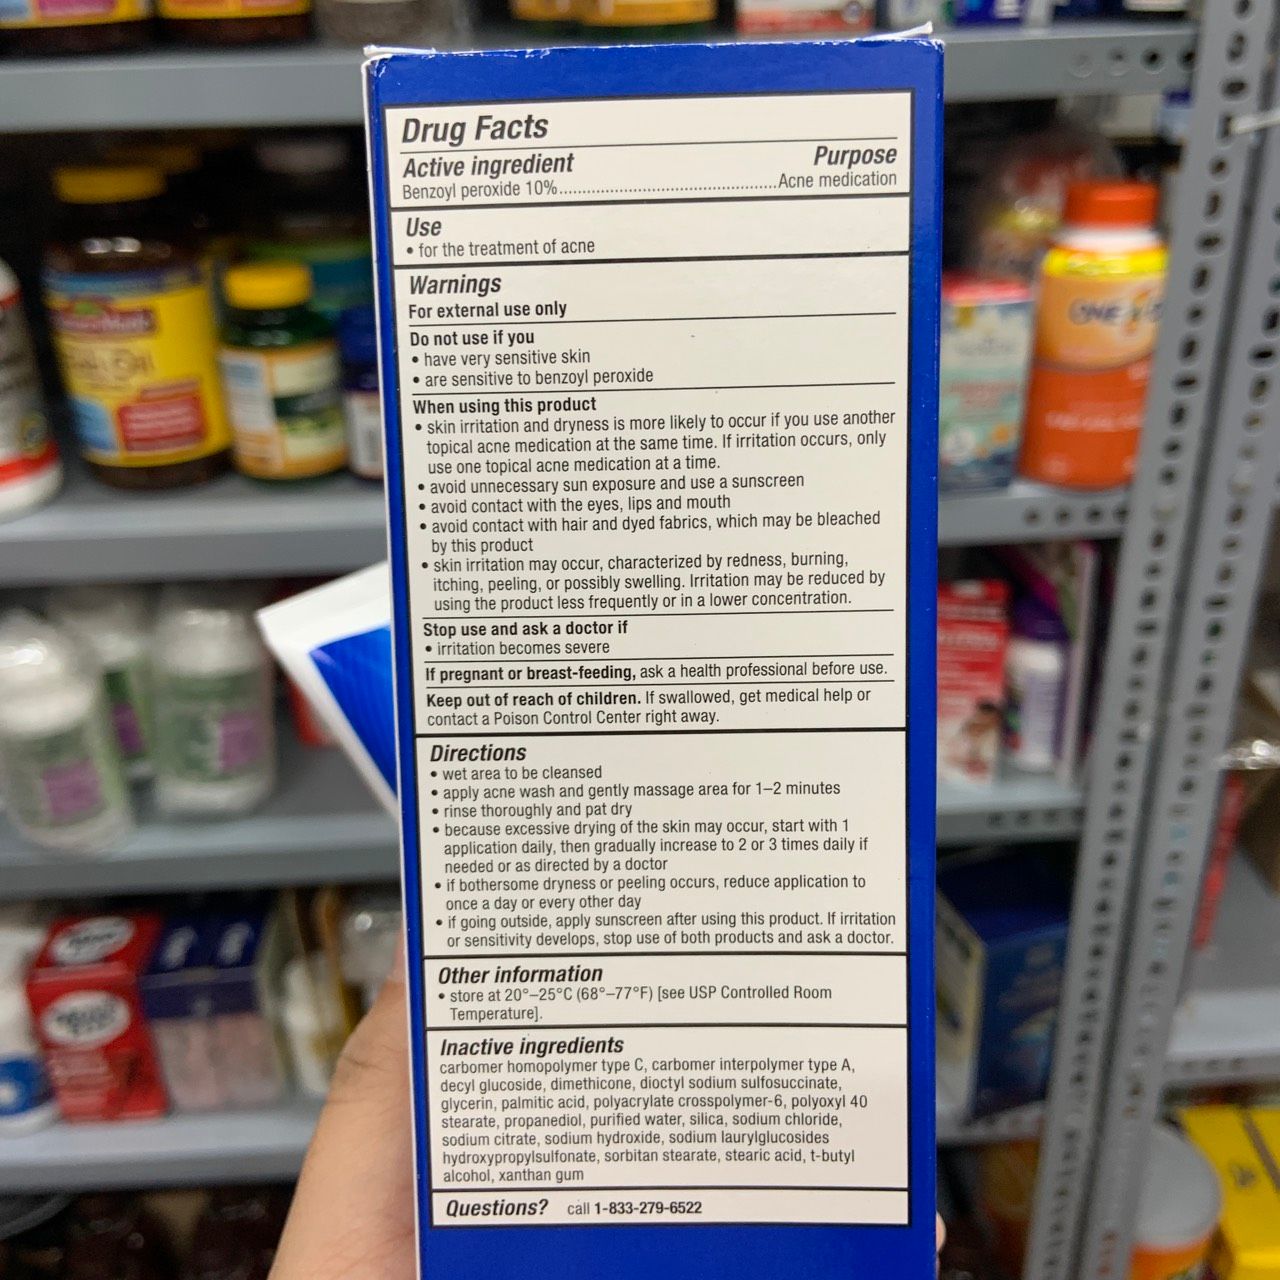 Drug Facts
Active ingredient Purpose
Benzoyl peroxide 10%................................................Acne medication
Use
• for the treatment of acne
Warnings
For external use only
Do not use if you
• have very sensitive skin
• are sensitive to benzoyl peroxide
When using this product
• skin irritation and dryness is more likely to occur if you use another
topical acne medication at the same time. If irritation occurs, only
use one topical acne medication at a time.
• avoid unnecessary sun exposure and use a sunscreen
• avoid contact with the eyes, lips and mouth
• avoid contact with hair and dyed fabrics, which may be bleached
by this product
• skin irritation may occur, characterized by redness, burning,
itching, peeling, or possibly swelling. Irritation may be reduced by
using the product less frequently or in a lower concentration.
Stop use and ask a doctor if
• irritation becomes severe
If pregnant or breast-feeding, ask a health professional before use.
Keep out of reach of children. If swallowed, get medical help or
contact a Poison Control Center right away.
Directions
• wet area to be cleansed
• apply acne wash and gently massage area for 1–2 minutes
• rinse thoroughly and pat dry
• because excessive drying of the skin may occur, start with 1
application daily, then gradually increase to 2 or 3 times daily if
needed or as directed by a doctor
• if bothersome dryness or peeling occurs, reduce application to
once a day or every other day
• if going outside, apply sunscreen after using this product. If irritation
or sensitivity develops, stop use of both products and ask a doctor.
Other information
• store at 20°–25°C (68°–77°F) [see USP Controlled Room
Temperature].
Inactive ingredients
carbomer homopolymer type C, carbomer interpolymer type A,
decyl glucoside, dimethicone, dioctyl sodium sulfosuccinate,
glycerin, palmitic acid, polyacrylate crosspolymer-6, polyoxyl 40
stearate, propanediol, purified water, silica, sodium chloride,
sodium citrate, sodium hydroxide, sodium laurylglucosides
hydroxypropylsulfonate, sorbitan stearate, stearic acid, t-butyl
alcohol, xanthan gum
Questions? call 1-833-279-6522
ONE